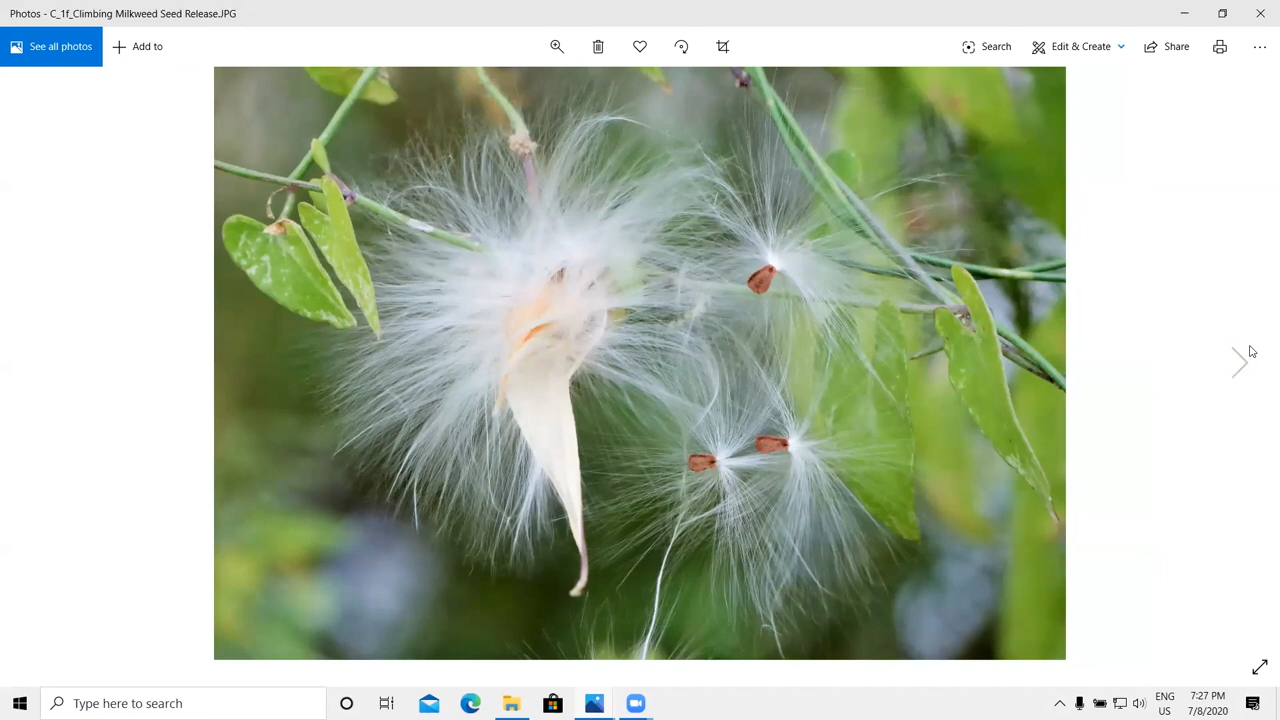 Photos - C_1f_Climbing Milkweed Seed Release.JPG
See all photos
Add to
Search
Edit & Create
Share
Type here to search
ENG
US
7:27 PM
7/8/2020